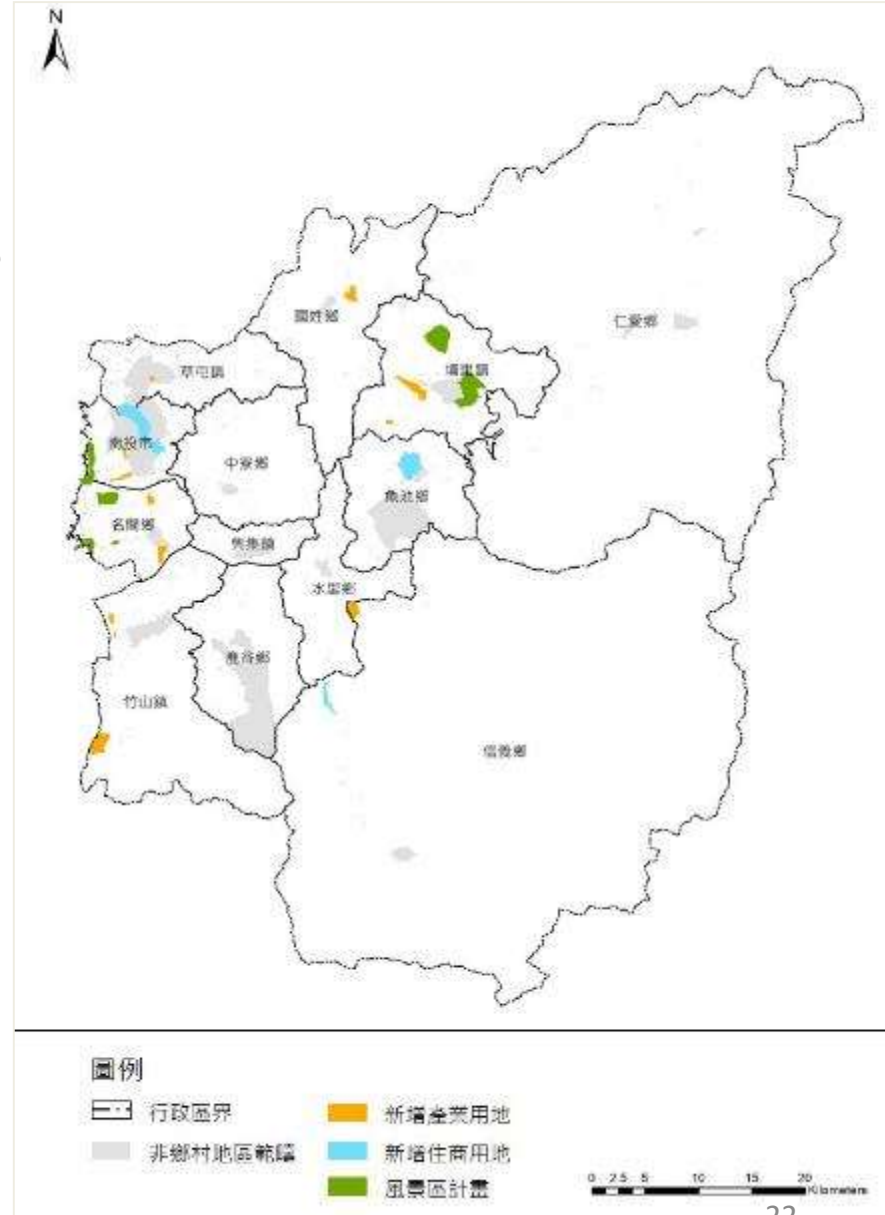 N
國姓鄉
仁愛鄉
草屯鎮
埔里鎮
南投市
中寮鄉
魚池鄉
名間鄉
集集鎮
水里鄉
鹿谷鄉
竹山鎮
信義鄉
圖例
行政區界
新增產業用地
非鄉村地區範疇
新增住商用地
風景區計畫
0 2.5 5 10 15 20
Kilometers
22